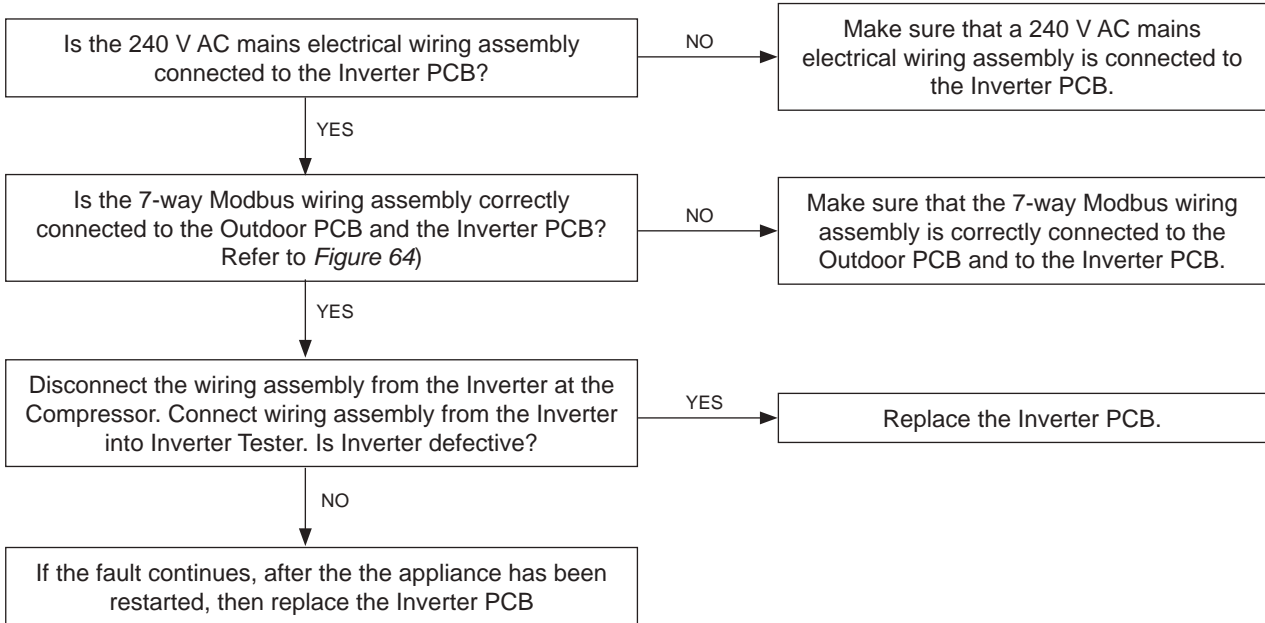 Is the 240 V AC mains electrical wiring assembly
connected to the Inverter PCB?
NO
Make sure that a 240 V AC mains
electrical wiring assembly is connected to
the Inverter PCB.
YES
Is the 7-way Modbus wiring assembly correctly
connected to the Outdoor PCB and the Inverter PCB?
Refer to Figure 64)
NO
Make sure that the 7-way Modbus wiring
assembly is correctly connected to the
Outdoor PCB and to the Inverter PCB.
YES
Disconnect the wiring assembly from the Inverter at the
Compressor. Connect wiring assembly from the Inverter
into Inverter Tester. Is Inverter defective?
YES
Replace the Inverter PCB.
NO
If the fault continues, after the the appliance has been
restarted, then replace the Inverter PCB